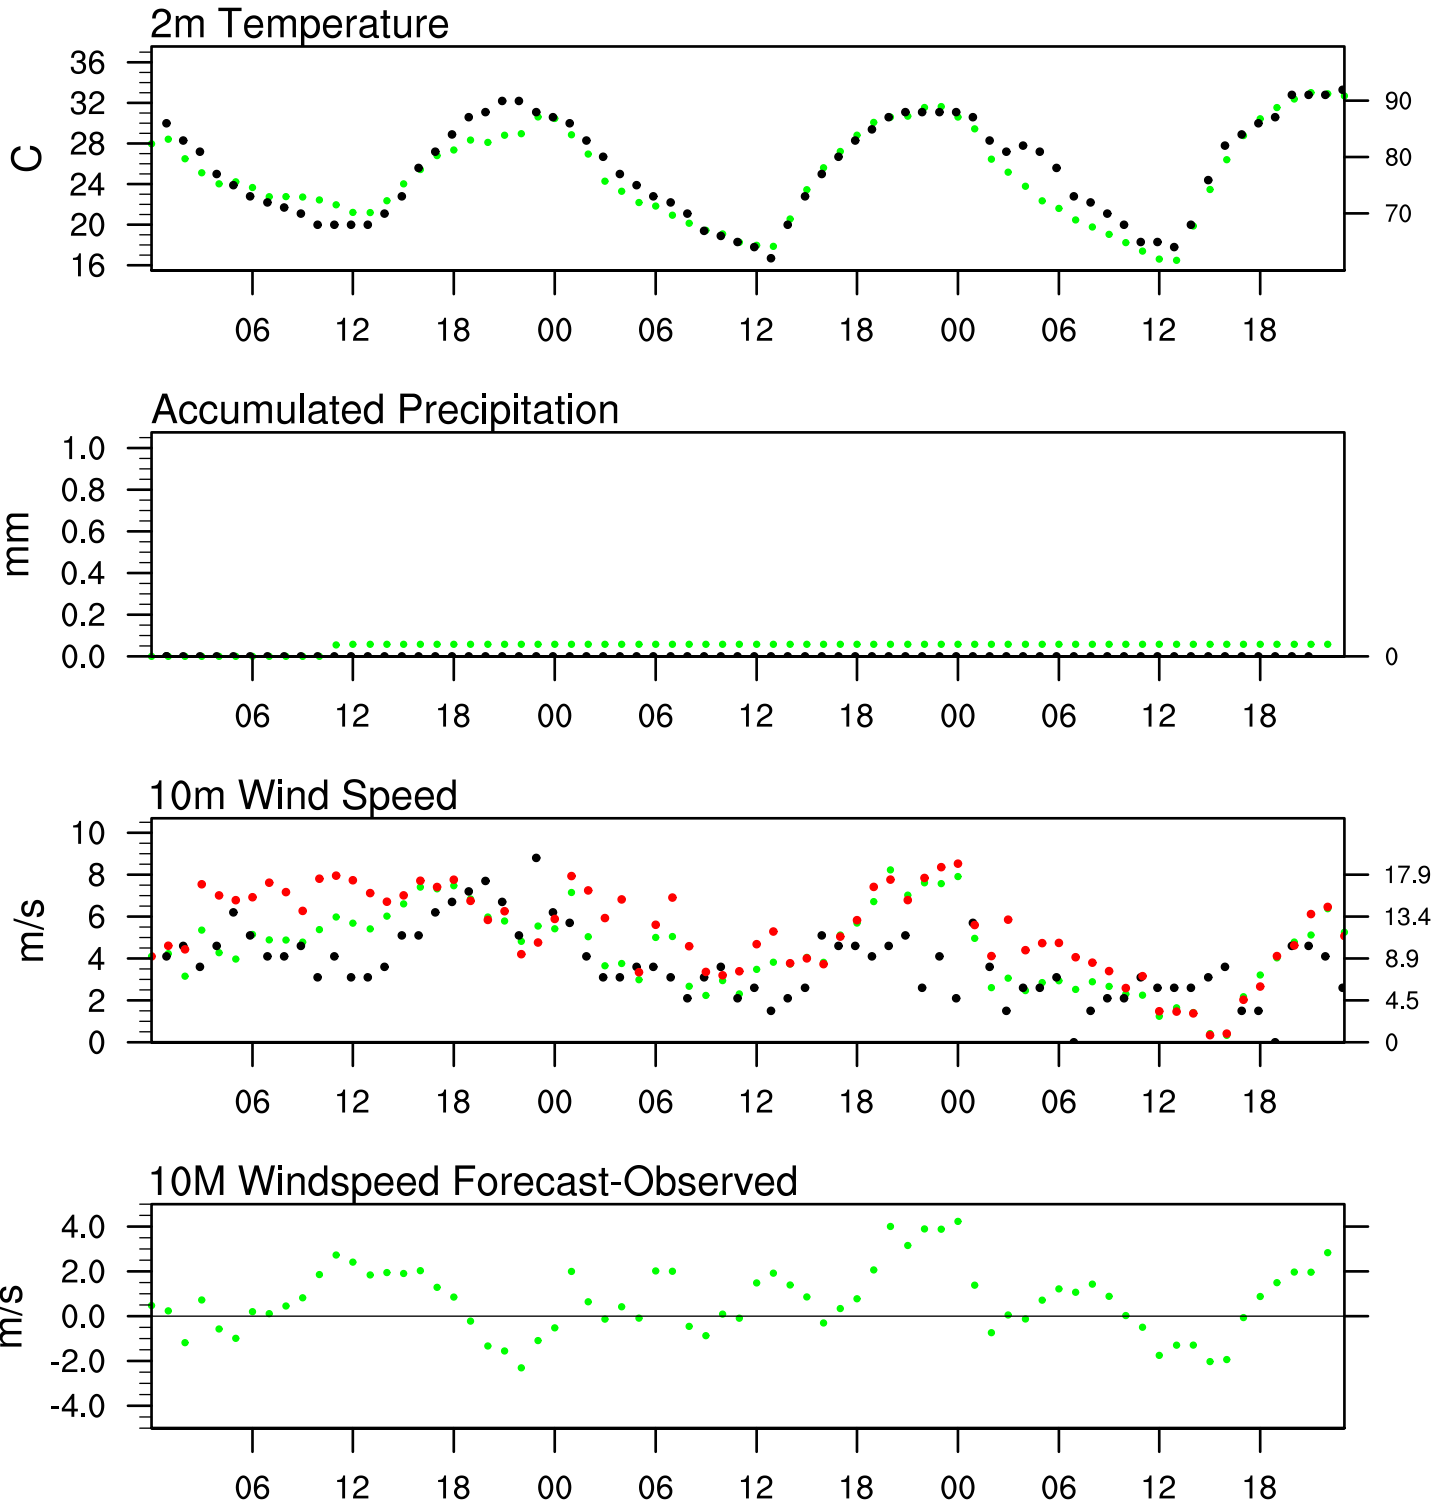 2m Temperature
C
36
32
28
24
20
16
90
80
70
06 12 18 00 06 12 18 00 06 12 18
Accumulated Precipitation
mm
1.0
0.8
0.6
0.4
0.2
0.0
0
06 12 18 00 06 12 18 00 06 12 18
10m Wind Speed
m/s
10
8
6
4
2
0
17.9
13.4
8.9
4.5
0
06 12 18 00 06 12 18 00 06 12 18
10M Windspeed Forecast-Observed
m/s
4.0
2.0
0.0
-2.0
-4.0
06 12 18 00 06 12 18 00 06 12 18